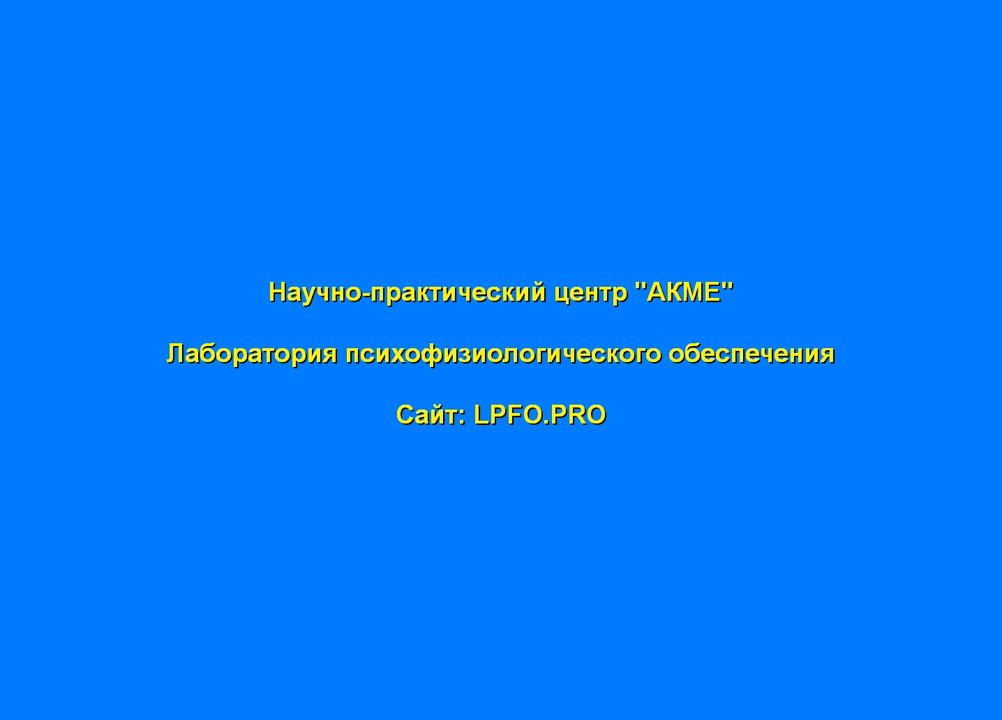 Научно-практический центр "АКМЕ"
Лаборатория психофизиологического обеспечения
Сайт: LPFO.PRO